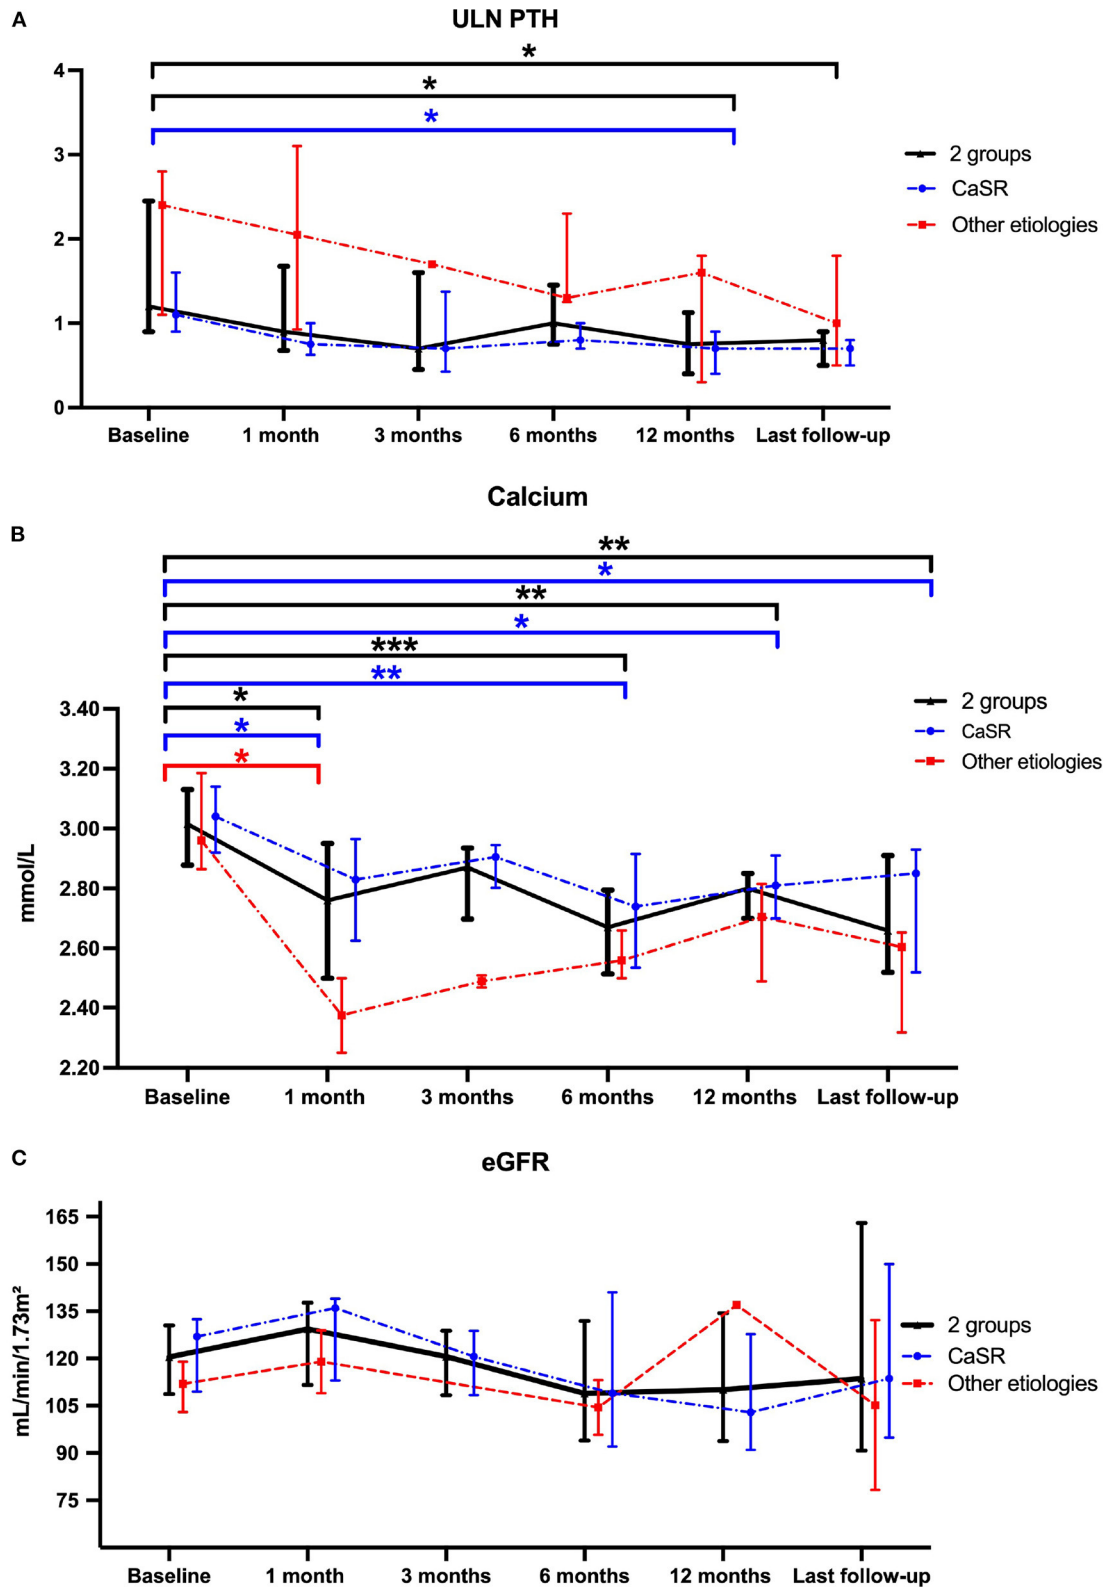 A
ULN PTH
*
*
*
4
3
2
1
0
2 groups
CaSR
Other etiologies
Baseline
1 month
3 months
6 months
12 months
Last follow-up
B
Calcium
**
*
**
*
***
**
*
*
*
mmol/L
3.40
3.20
3.00
2.80
2.60
2.40
2.20
2 groups
CaSR
Other etiologies
Baseline
1 month
3 months
6 months
12 months
Last follow-up
C
eGFR
mL/min/1.73m²
165
150
135
120
105
90
75
2 groups
CaSR
Other etiologies
Baseline
1 month
3 months
6 months
12 months
Last follow-up